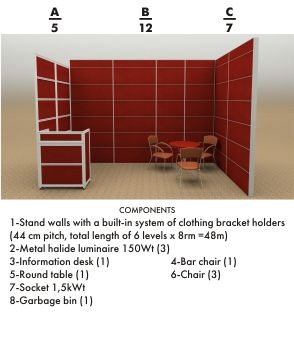 A B C
5 12 7
COMPONENTS
1-Stand walls with a built-in system of clothing bracket holders
(44 cm pitch, total length of 6 levels x 8rm =48m)
2-Metal halide luminaire 150Wt (3)
3-Information desk (1) 4-Bar chair (1)
5-Round table (1) 6-Chair (3)
7-Socket 1,5kWt
8-Garbage bin (1)